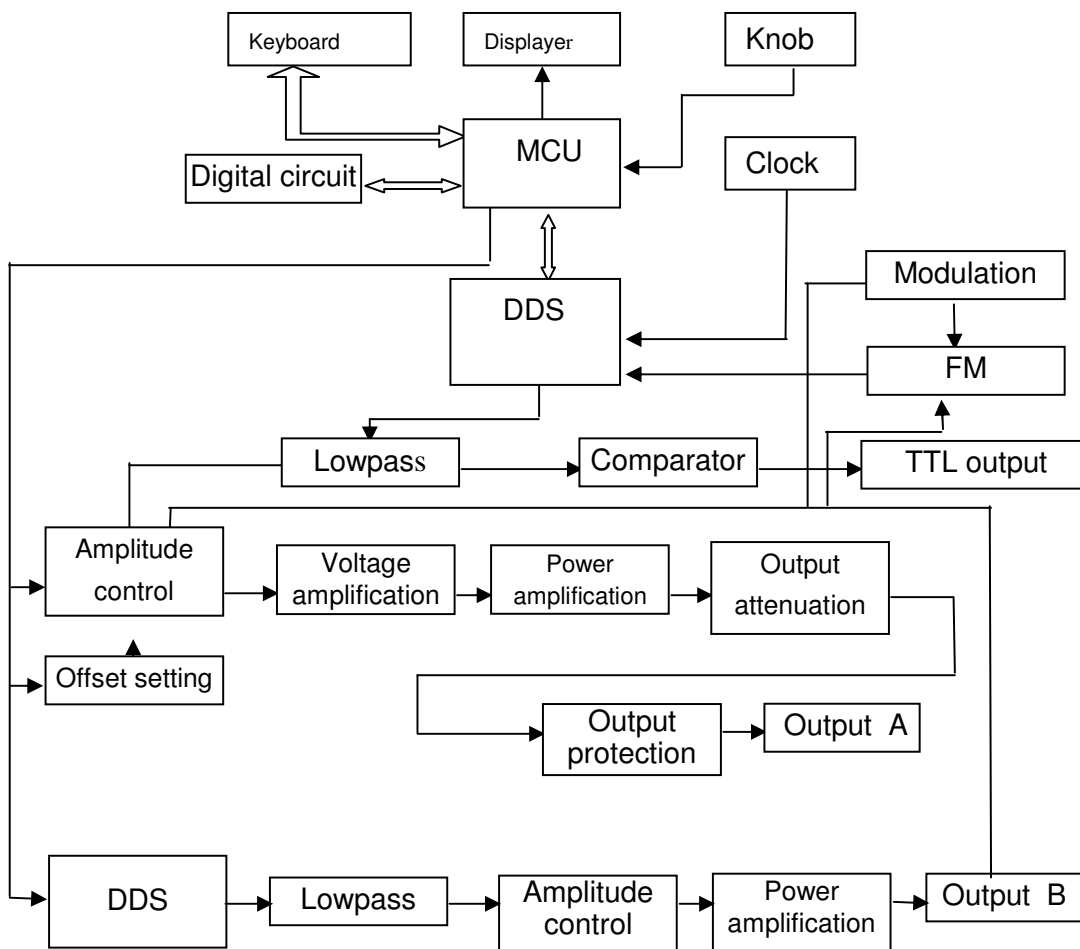 Keyboard
Displayer
Knob
MCU
Digital circuit
Clock
DDS
Modulation
FM
Lowpass
Comparator
TTL output
Amplitude
control
Voltage
amplification
Power
amplification
Output
attenuation
Offset setting
Output
protection
Output A
DDS
Lowpass
Amplitude
control
Power
amplification
Output B